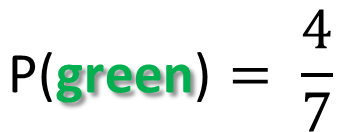 P(green) = 4/7